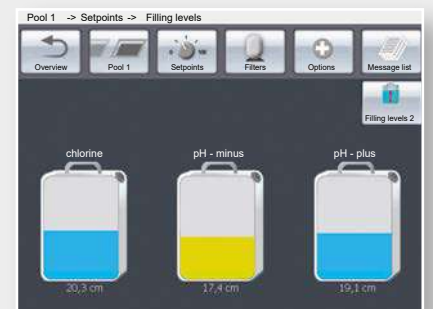 Pool 1 -> Setpoints -> Filling levels
Overview
Pool 1
Setpoints
Filters
Options
Message list
Filling levels 2
chlorine
pH - minus
pH - plus
20,3 cm
17,4 cm
19,1 cm